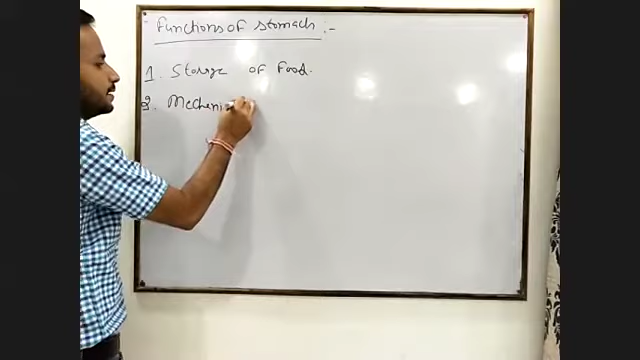 Functions of stomach :-
1. Storage of Food.
2. Mechani